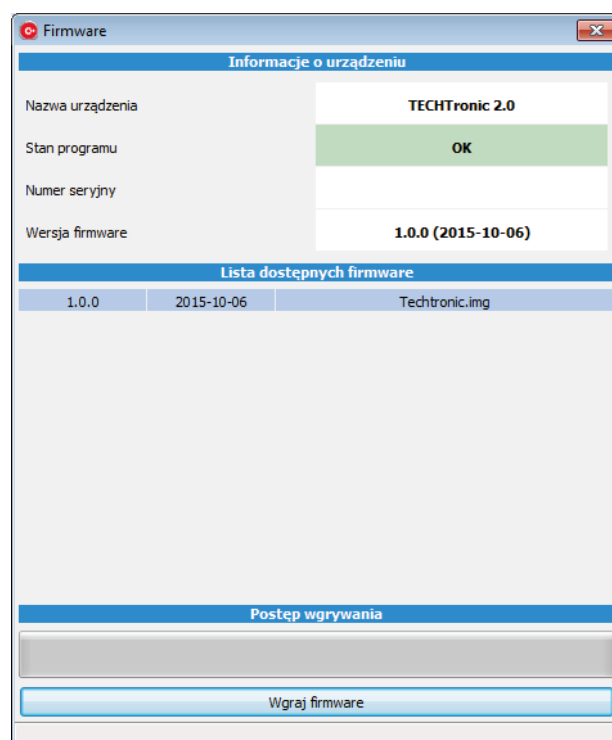 Firmware
Informacje o urządzeniu
Nazwa urządzenia TECHTronic 2.0
Stan programu OK
Numer seryjny
Wersja firmware 1.0.0 (2015-10-06)
Lista dostępnych firmware
1.0.0 2015-10-06 Techtronic.img
Postęp wgrywania
Wgraj firmware